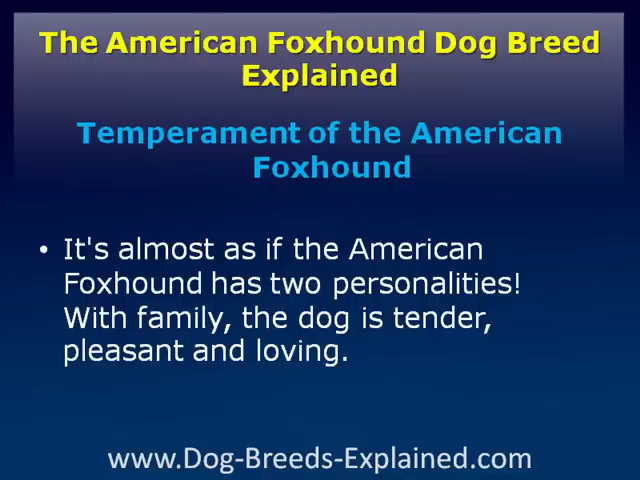 The American Foxhound Dog Breed
Explained
Temperament of the American
Foxhound
• It's almost as if the American
Foxhound has two personalities!
With family, the dog is tender,
pleasant and loving.
www.Dog-Breeds-Explained.com